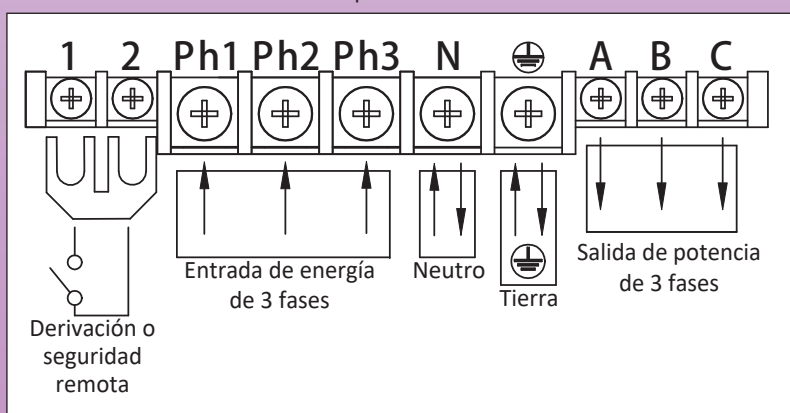 1 2 Ph1 Ph2 Ph3 N A B C
Entrada de energía
de 3 fases
Neutro
Tierra
Salida de potencia
de 3 fases
Derivación o
seguridad
remota